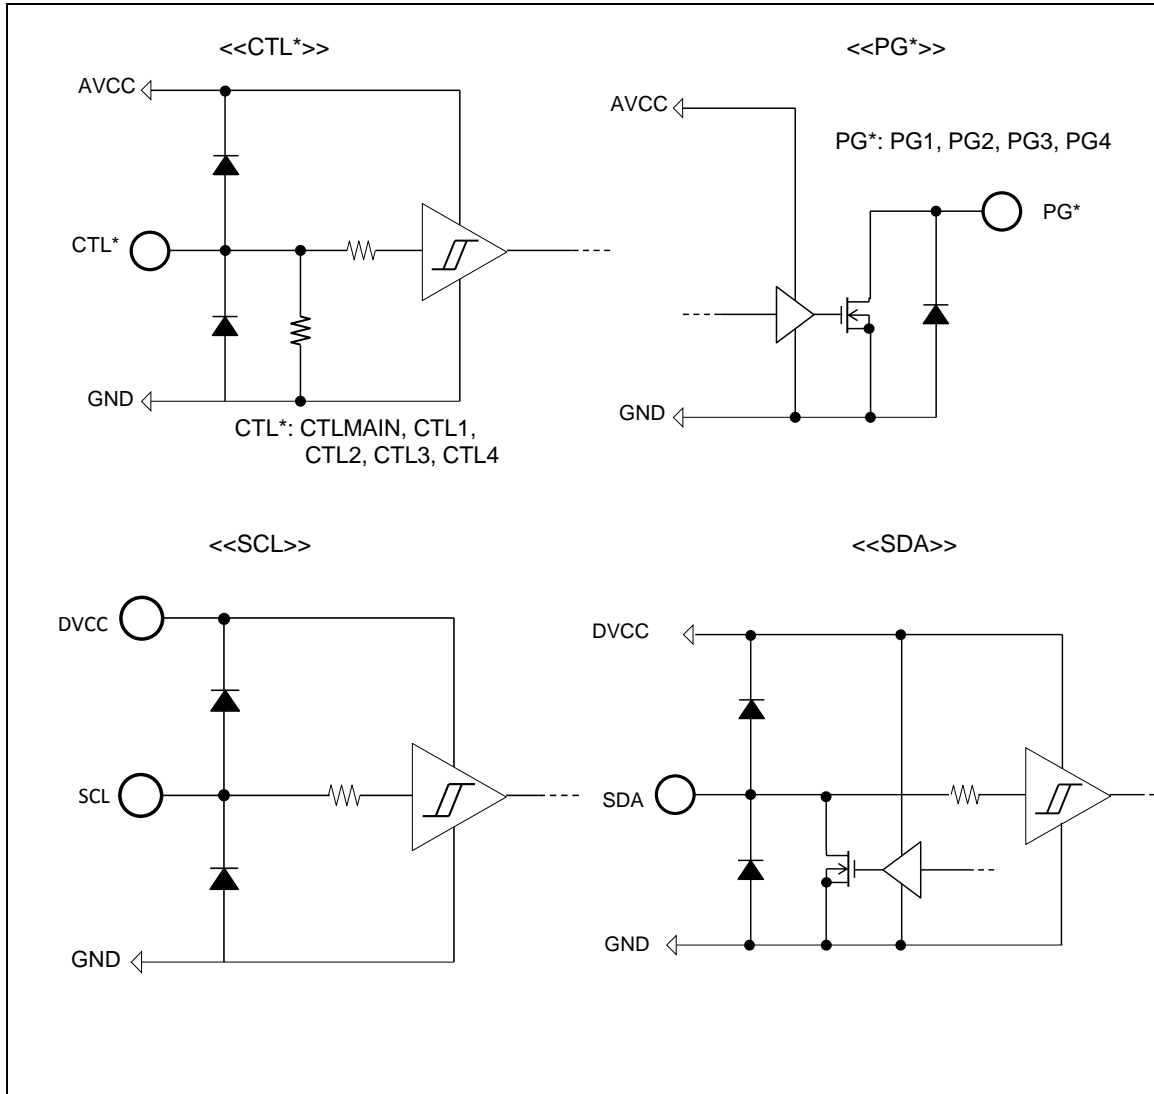 <<CTL*>>
AVCC
CTL*
GND
CTL*: CTLMAIN, CTL1,
CTL2, CTL3, CTL4
<<PG*>>
AVCC
PG*: PG1, PG2, PG3, PG4
PG*
GND
<<SCL>>
DVCC
SCL
GND
<<SDA>>
DVCC
SDA
GND